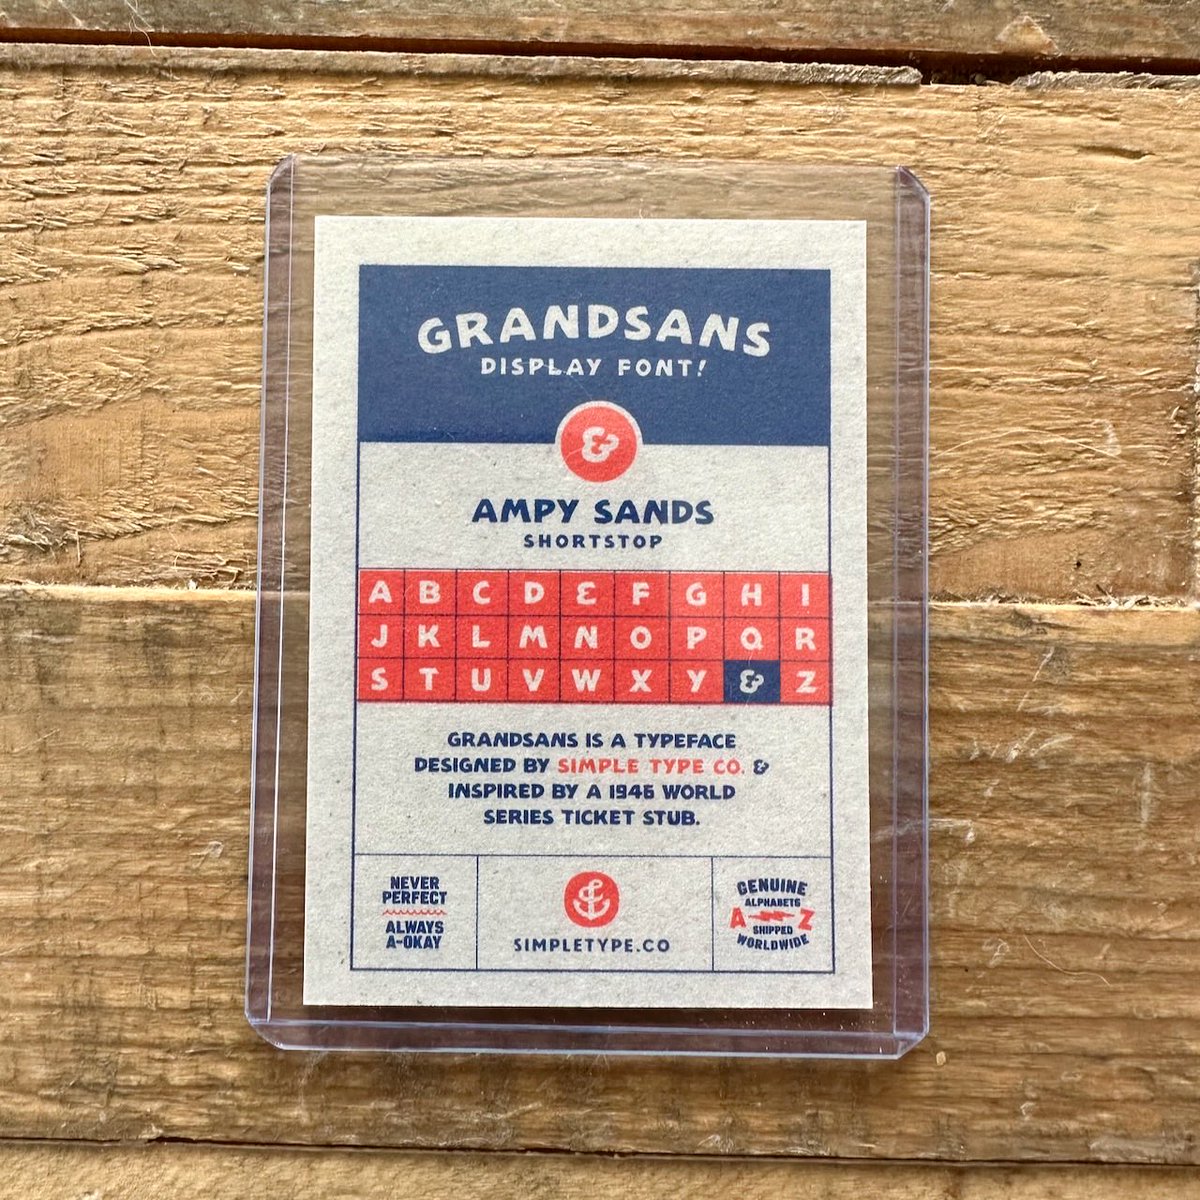 GRANDSANS
DISPLAY FONT!
&
AMPY SANDS
SHORTSTOP
A B C D E F G H I
J K L M N O P Q R
S T U V W X Y & Z
GRANDSANS IS A TYPEFACE
DESIGNED BY SIMPLE TYPE CO. &
INSPIRED BY A 1946 WORLD
SERIES TICKET STUB.
NEVER
PERFECT
ALWAYS
A-OKAY
SIMPLETYPE.CO
GENUINE
ALPHABETS
A Z
SHIPPED
WORLDWIDE